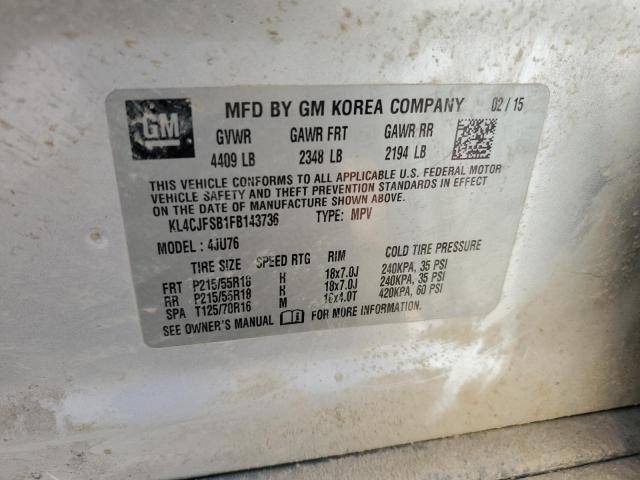 GM
MFD BY GM KOREA COMPANY 02/15
GVWR GAWR FRT GAWR RR
4409 LB 2348 LB 2194 LB
THIS VEHICLE CONFORMS TO ALL APPLICABLE U.S. FEDERAL MOTOR
VEHICLE SAFETY AND THEFT PREVENTION STANDARDS IN EFFECT
ON THE DATE OF MANUFACTURE SHOWN ABOVE.
KL4CJFSB1FB143736 TYPE: MPV
MODEL: 4JU76
TIRE SIZE SPEED RTG RIM COLD TIRE PRESSURE
FRT P215/55R18 H 18x7.0J 240KPA, 35 PSI
RR P215/55R18 H 18x7.0J 240KPA, 35 PSI
SPA T125/70R16 M 16x4.0T 420KPA, 60 PSI
SEE OWNER'S MANUAL FOR MORE INFORMATION.